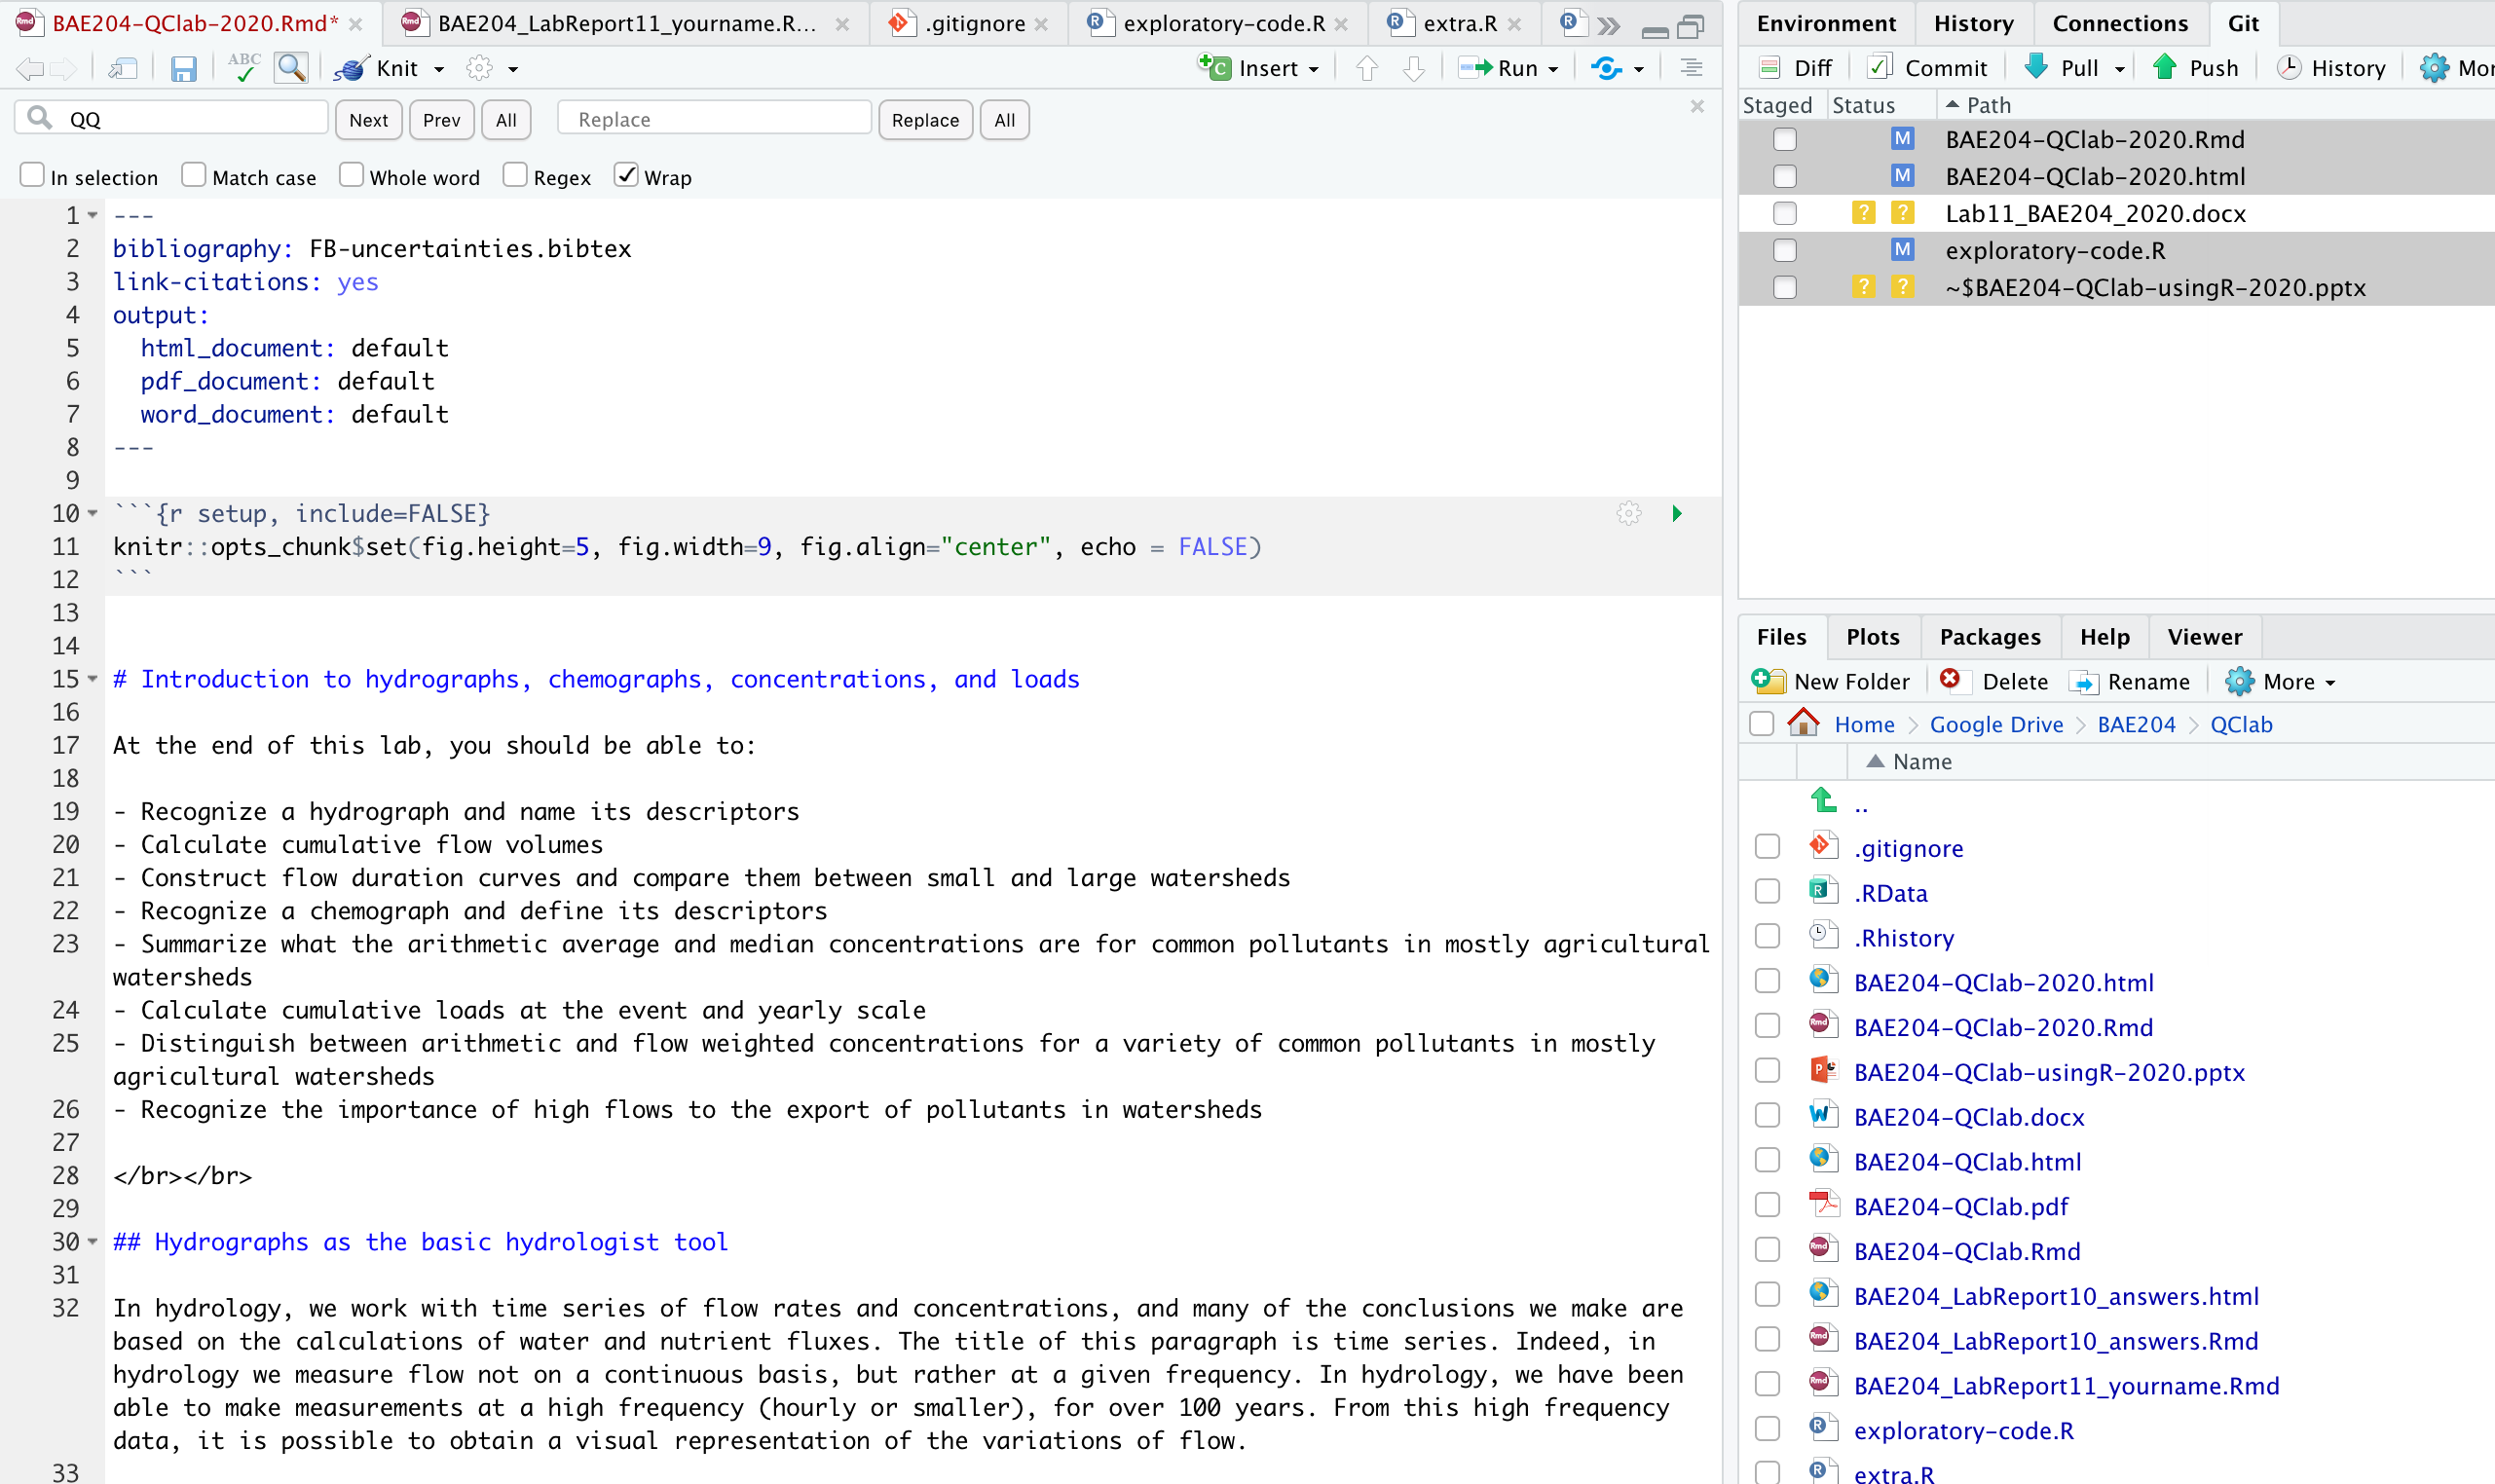 BAE204-QClab-2020.Rmd*
BAE204_LabReport11_yourname.R...
.gitignore
exploratory-code.R
extra.R
ABC
Knit
Insert
Run
QQ
Next
Prev
All
Replace
Replace
All
In selection
Match case
Whole word
Regex
Wrap
1 ---
2 bibliography: FB-uncertainties.bibtex
3 link-citations: yes
4 output:
5   html_document: default
6   pdf_document: default
7   word_document: default
8 ---
9
10 ```{r setup, include=FALSE}
11 knitr::opts_chunk$set(fig.height=5, fig.width=9, fig.align="center", echo = FALSE)
12 ```
13
14
15 # Introduction to hydrographs, chemographs, concentrations, and loads
16
17 At the end of this lab, you should be able to:
18
19 - Recognize a hydrograph and name its descriptors
20 - Calculate cumulative flow volumes
21 - Construct flow duration curves and compare them between small and large watersheds
22 - Recognize a chemograph and define its descriptors
23 - Summarize what the arithmetic average and median concentrations are for common pollutants in mostly agricultural
watersheds
24 - Calculate cumulative loads at the event and yearly scale
25 - Distinguish between arithmetic and flow weighted concentrations for a variety of common pollutants in mostly
agricultural watersheds
26 - Recognize the importance of high flows to the export of pollutants in watersheds
27
28 </br></br>
29
30 ## Hydrographs as the basic hydrologist tool
31
32 In hydrology, we work with time series of flow rates and concentrations, and many of the conclusions we make are
based on the calculations of water and nutrient fluxes. The title of this paragraph is time series. Indeed, in
hydrology we measure flow not on a continuous basis, but rather at a given frequency. In hydrology, we have been
able to make measurements at a high frequency (hourly or smaller), for over 100 years. From this high frequency
data, it is possible to obtain a visual representation of the variations of flow.
33
Environment
History
Connections
Git
Diff
Commit
Pull
Push
History
Mor
Staged
Status
Path
M BAE204-QClab-2020.Rmd
M BAE204-QClab-2020.html
? ? Lab11_BAE204_2020.docx
M exploratory-code.R
? ? ~$BAE204-QClab-usingR-2020.pptx
Files
Plots
Packages
Help
Viewer
New Folder
Delete
Rename
More
Home
Google Drive
BAE204
QClab
Name
..
.gitignore
.RData
.Rhistory
BAE204-QClab-2020.html
BAE204-QClab-2020.Rmd
BAE204-QClab-usingR-2020.pptx
BAE204-QClab.docx
BAE204-QClab.html
BAE204-QClab.pdf
BAE204-QClab.Rmd
BAE204_LabReport10_answers.html
BAE204_LabReport10_answers.Rmd
BAE204_LabReport11_yourname.Rmd
exploratory-code.R
extra.R